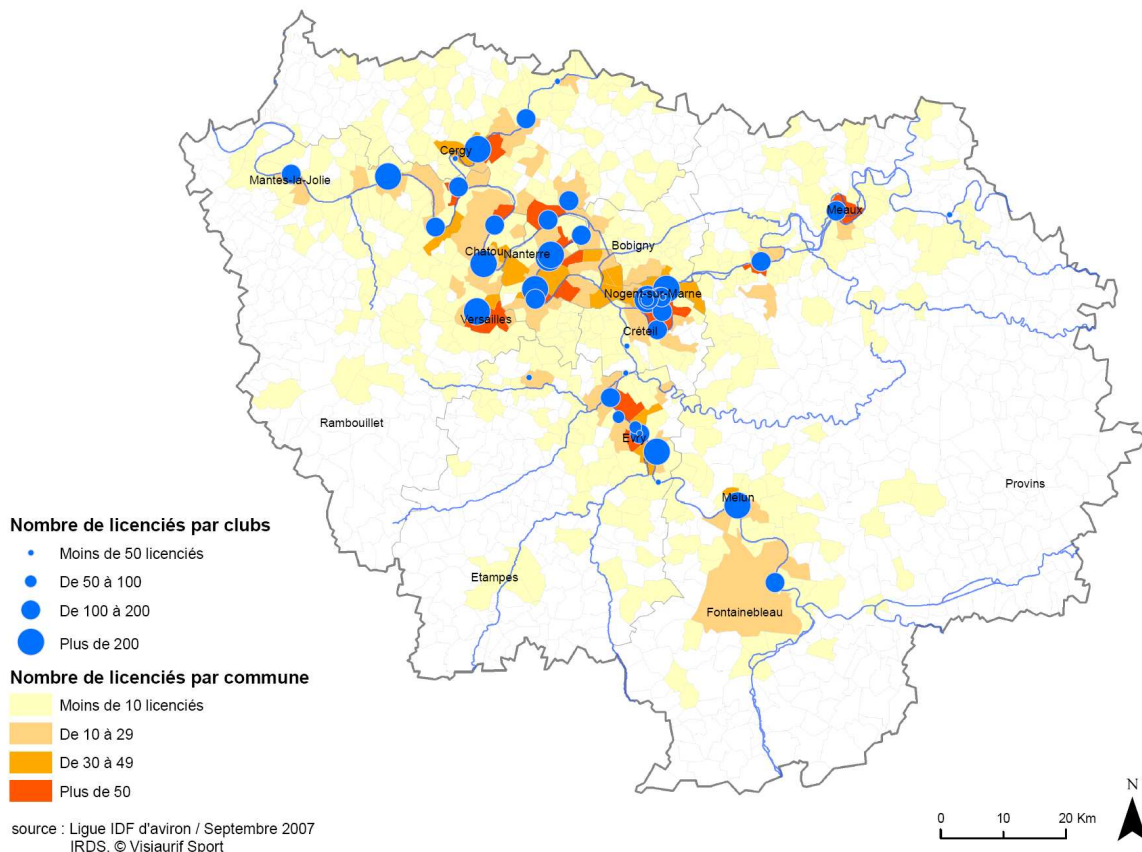 Cergy
Mantes-la-Jolie
Meaux
Bobigny
Chatou
Nanterre
Nogent-sur-Marne
Versailles
Créteil
Rambouillet
Evry
Provins
Melun
Etampes
Fontainebleau
Nombre de licenciés par clubs
Moins de 50 licenciés
De 50 à 100
De 100 à 200
Plus de 200
Nombre de licenciés par commune
Moins de 10 licenciés
De 10 à 29
De 30 à 49
Plus de 50
source : Ligue IDF d'aviron / Septembre 2007
IRDS, © Visiaurif Sport
N
0 10 20 Km